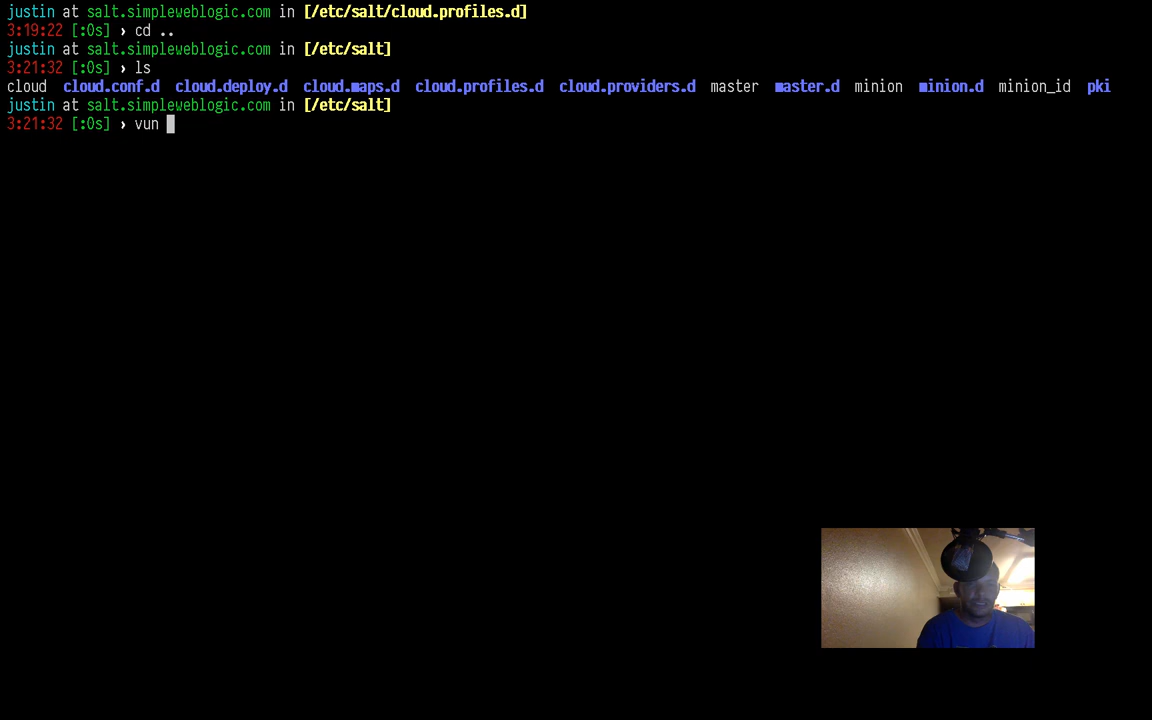 justin at salt.simpleweblogic.com in [/etc/salt/cloud.profiles.d]
3:19:22 [:0s] › cd ..
justin at salt.simpleweblogic.com in [/etc/salt]
3:21:32 [:0s] › ls
cloud cloud.conf.d cloud.deploy.d cloud.maps.d cloud.profiles.d cloud.providers.d master master.d minion minion.d minion_id pki
justin at salt.simpleweblogic.com in [/etc/salt]
3:21:32 [:0s] › vun